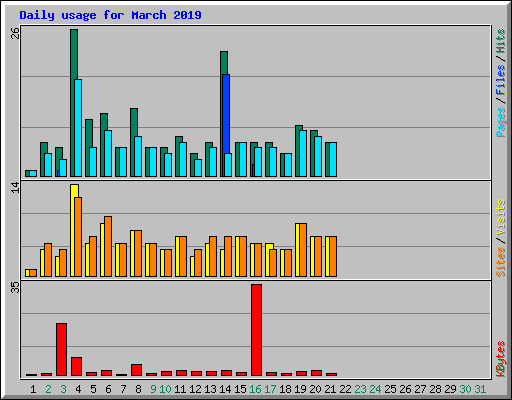 Daily usage for March 2019
26
Pages / Files / Hits
14
Sites / Visits
35
KBytes
1 2 3 4 5 6 7 8 9 10 11 12 13 14 15 16 17 18 19 20 21 22 23 24 25 26 27 28 29 30 31